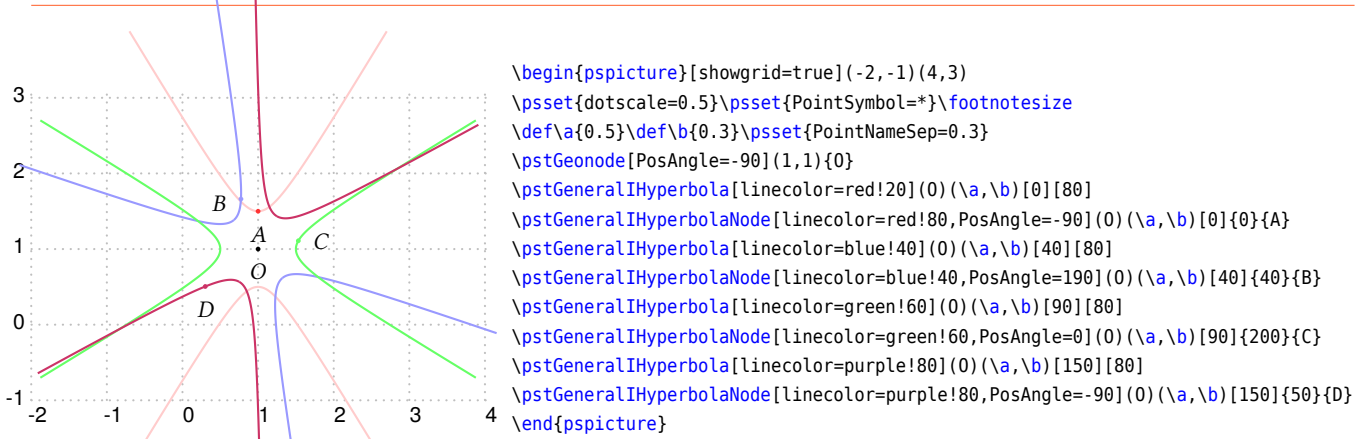 3
2
1
0
-1
-2 -1 0 1 2 3 4
B
A
C
O
D
\begin{pspicture}[showgrid=true](-2,-1)(4,3)
\psset{dotscale=0.5}\psset{PointSymbol=*}\footnotesize
\def\a{0.5}\def\b{0.3}\psset{PointNameSep=0.3}
\pstGeonode[PosAngle=-90](1,1){O}
\pstGeneralIHyperbola[linecolor=red!20](O)(\a,\b)[0][80]
\pstGeneralIHyperbolaNode[linecolor=red!80,PosAngle=-90](O)(\a,\b)[0]{0}{A}
\pstGeneralIHyperbola[linecolor=blue!40](O)(\a,\b)[40][80]
\pstGeneralIHyperbolaNode[linecolor=blue!40,PosAngle=190](O)(\a,\b)[40]{40}{B}
\pstGeneralIHyperbola[linecolor=green!60](O)(\a,\b)[90][80]
\pstGeneralIHyperbolaNode[linecolor=green!60,PosAngle=0](O)(\a,\b)[90]{200}{C}
\pstGeneralIHyperbola[linecolor=purple!80](O)(\a,\b)[150][80]
\pstGeneralIHyperbolaNode[linecolor=purple!80,PosAngle=-90](O)(\a,\b)[150]{50}{D}
\end{pspicture}